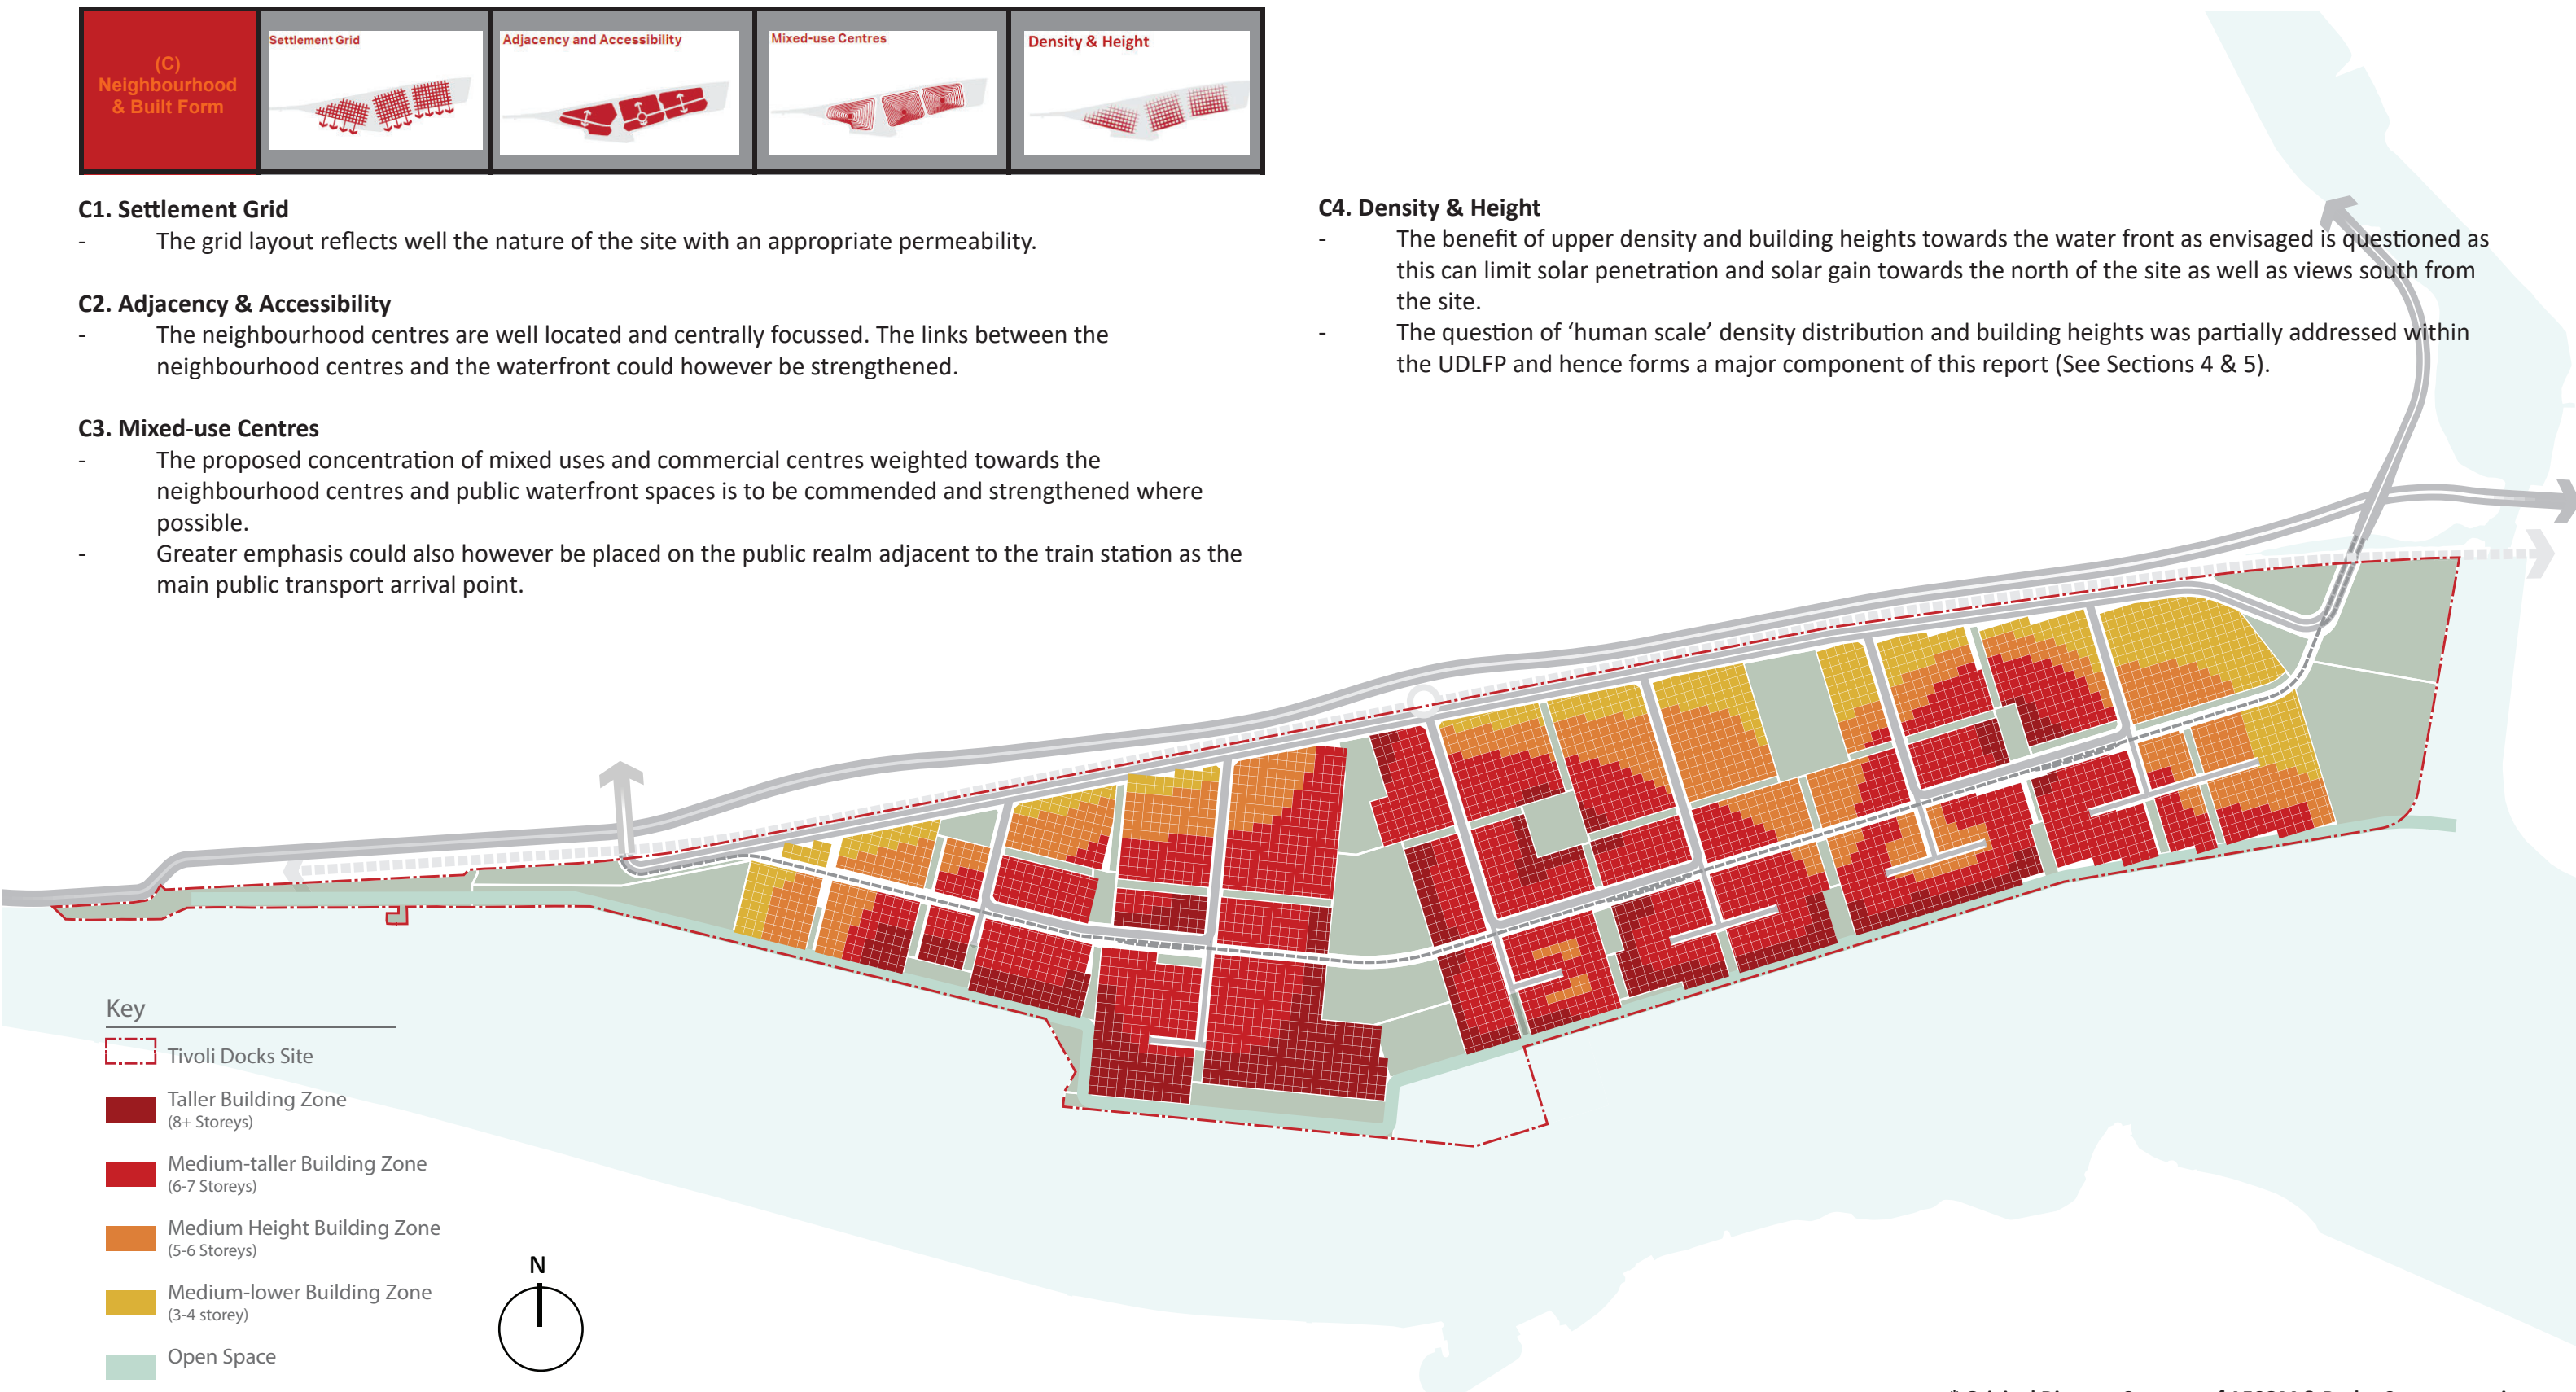 (C)
Neighbourhood
& Built Form
Settlement Grid
Adjacency and Accessibility
Mixed-use Centres
Density & Height
C1. Settlement Grid
- The grid layout reflects well the nature of the site with an appropriate permeability.
C2. Adjacency & Accessibility
- The neighbourhood centres are well located and centrally focussed. The links between the
neighbourhood centres and the waterfront could however be strengthened.
C3. Mixed-use Centres
- The proposed concentration of mixed uses and commercial centres weighted towards the
neighbourhood centres and public waterfront spaces is to be commended and strengthened where
possible.
- Greater emphasis could also however be placed on the public realm adjacent to the train station as the
main public transport arrival point.
C4. Density & Height
- The benefit of upper density and building heights towards the water front as envisaged is questioned as
this can limit solar penetration and solar gain towards the north of the site as well as views south from
the site.
- The question of ‘human scale’ density distribution and building heights was partially addressed within
the UDLFP and hence forms a major component of this report (See Sections 4 & 5).
Key
Tivoli Docks Site
Taller Building Zone
(8+ Storeys)
Medium-taller Building Zone
(6-7 Storeys)
Medium Height Building Zone
(5-6 Storeys)
Medium-lower Building Zone
(3-4 storey)
Open Space
N